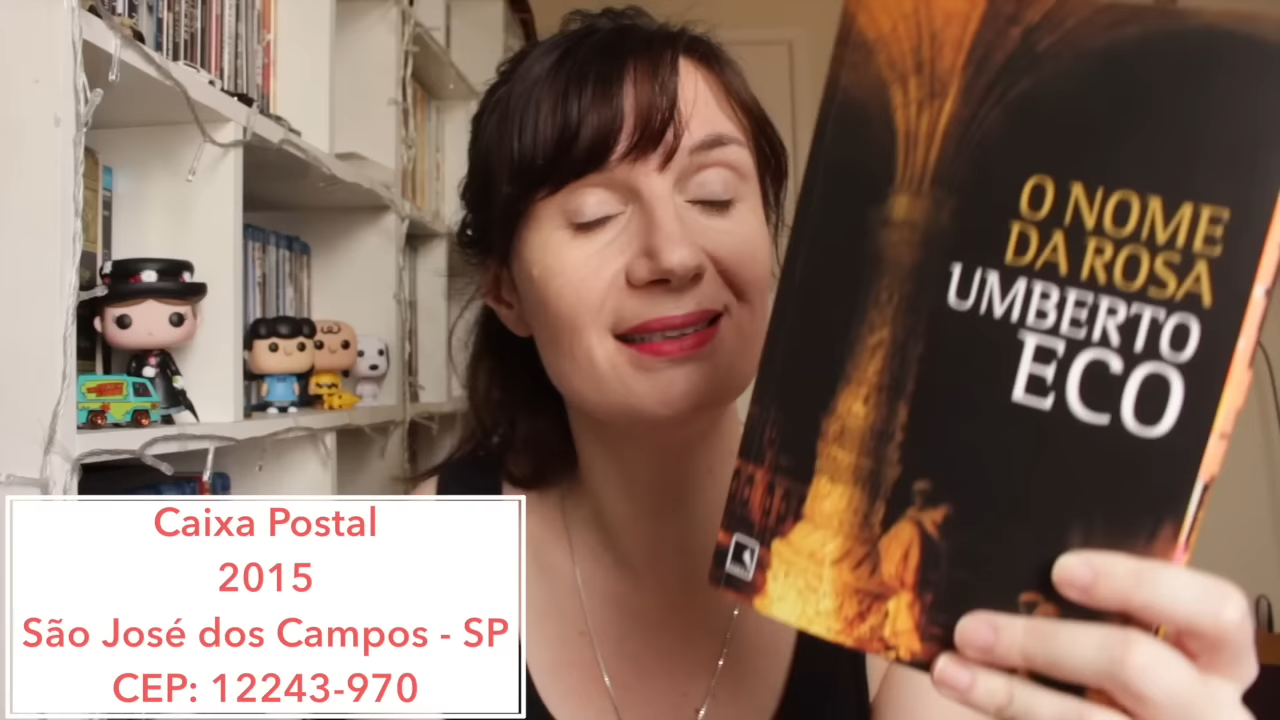 O NOME
DA ROSA
UMBERTO
ECO
Caixa Postal
2015
São José dos Campos - SP
CEP: 12243-970